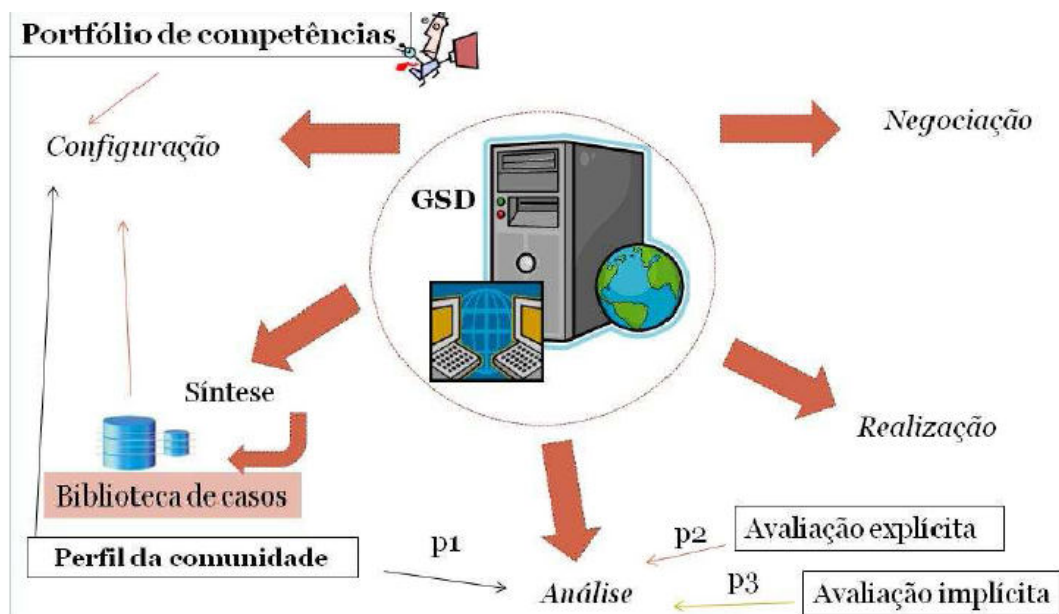 Portfólio de competências
Configuração
Negociação
GSD
Síntese
Realização
Biblioteca de casos
Perfil da comunidade
p1
p2
Avaliação explícita
p3
Análise
Avaliação implícita